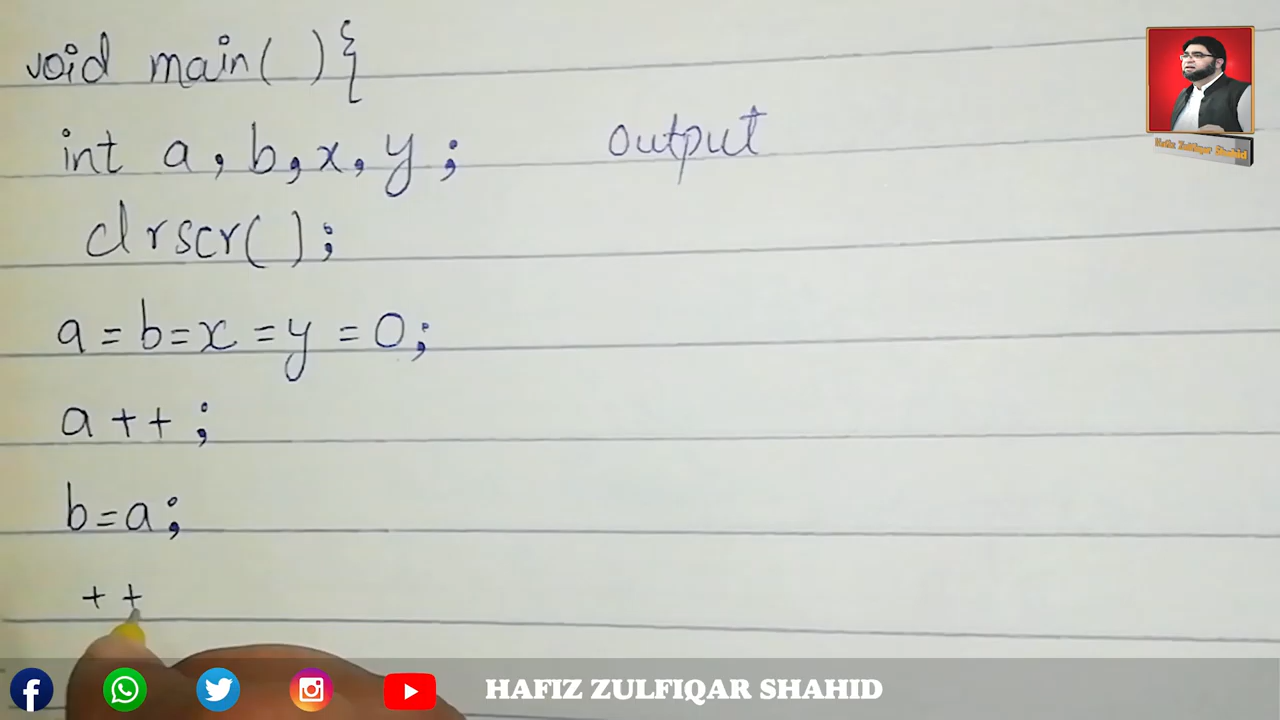 void main( ){
int a, b, x, y;
output
clrscr( );
a = b = x = y = 0;
a + + ;
b = a;
+ +
Hafiz Zulfiqar Shahid
HAFIZ ZULFIQAR SHAHID